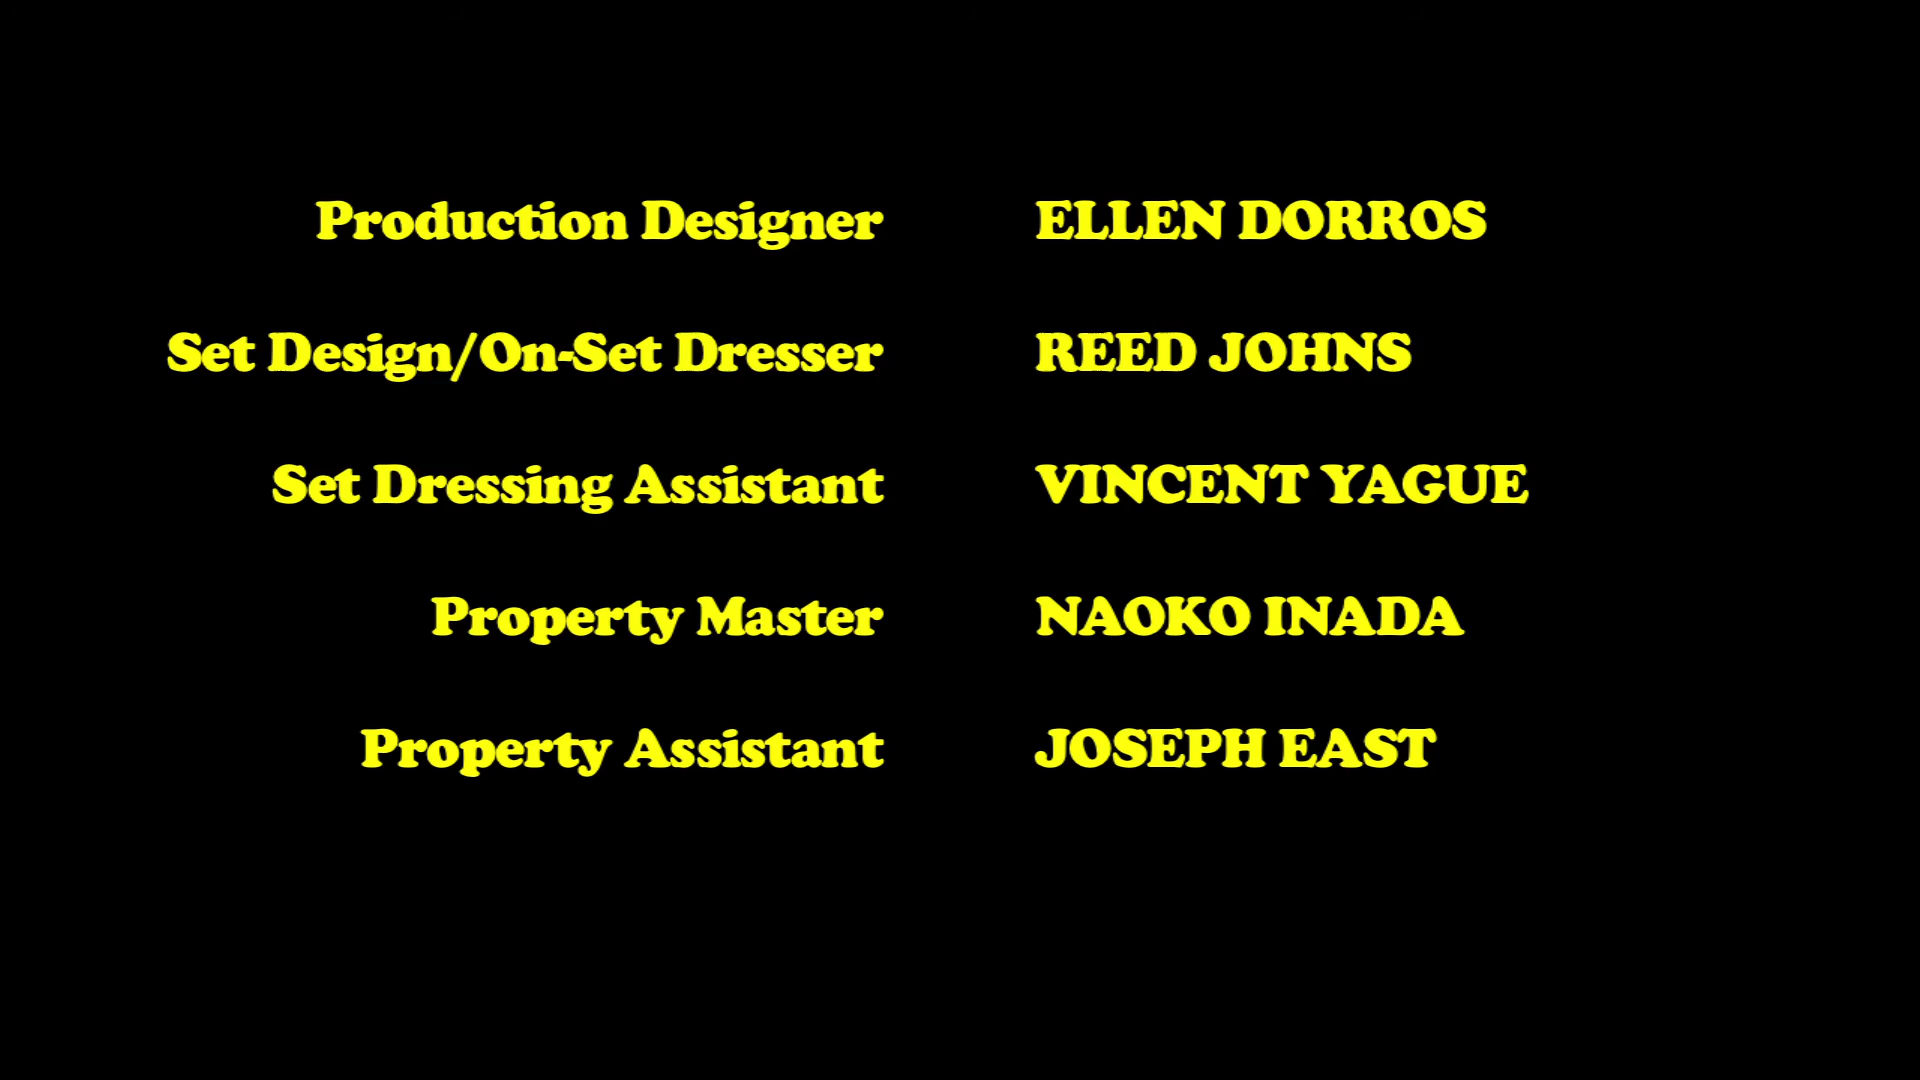 Production Designer ELLEN DORROS
Set Design/On-Set Dresser REED JOHNS
Set Dressing Assistant VINCENT YAGUE
Property Master NAOKO INADA
Property Assistant JOSEPH EAST